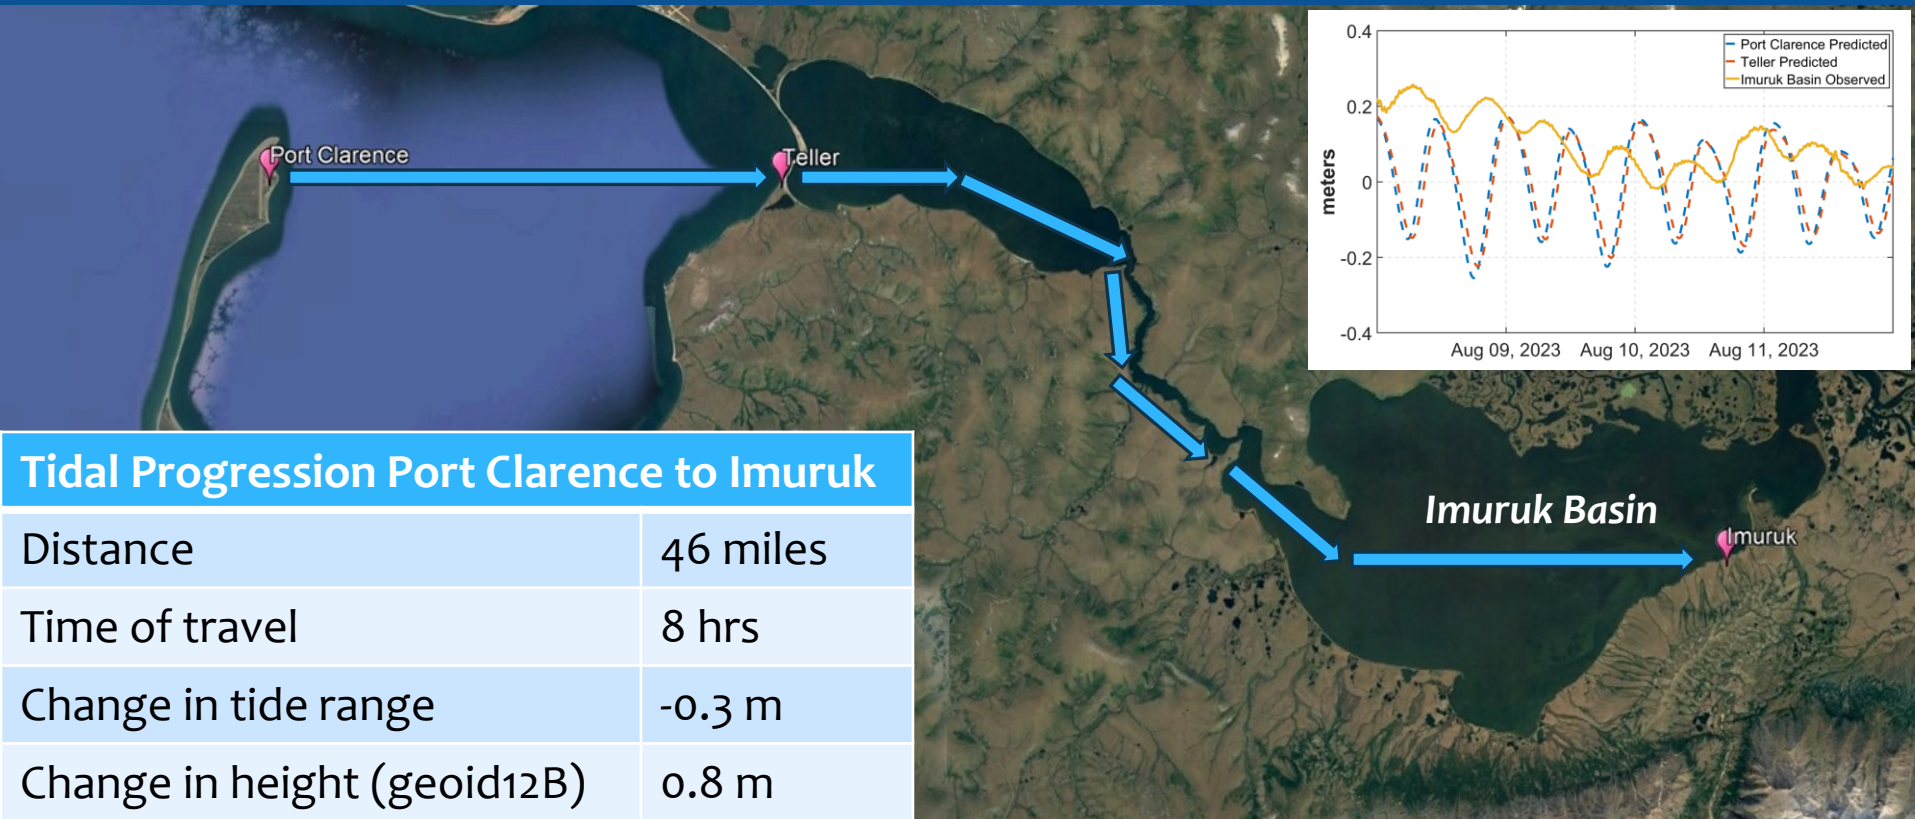 Port Clarence
Teller
0.4
0.2
0
-0.2
-0.4
meters
Port Clarence Predicted
Teller Predicted
Imuruk Basin Observed
Aug 09, 2023
Aug 10, 2023
Aug 11, 2023
Imuruk Basin
Imuruk
Tidal Progression Port Clarence to Imuruk
Distance 46 miles
Time of travel 8 hrs
Change in tide range -0.3 m
Change in height (geoid12B) 0.8 m